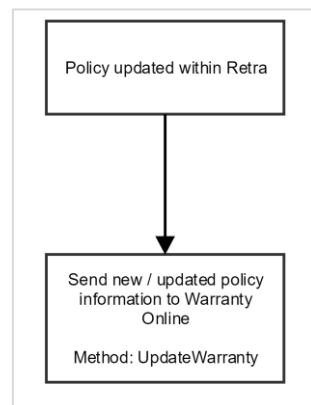 Policy updated within Retra
Send new / updated policy
information to Warranty
Online
Method: UpdateWarranty